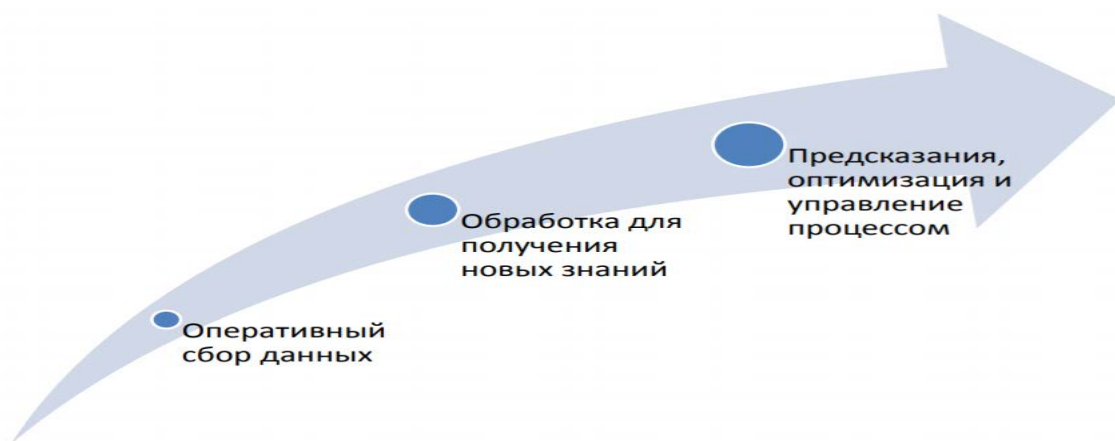 Оперативный
сбор данных
Обработка для
получения
новых знаний
Предсказания,
оптимизация и
управление
процессом